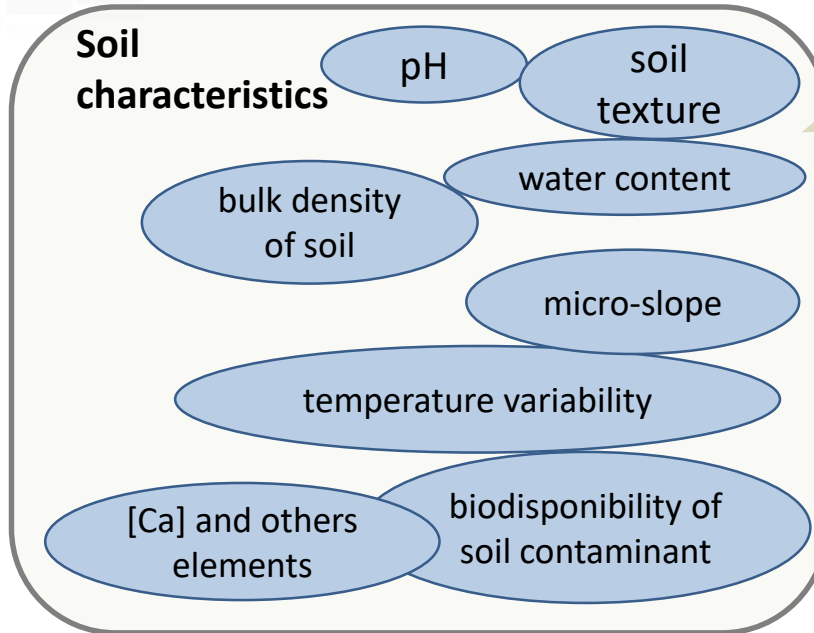 Soil
characteristics
pH
soil
texture
water content
bulk density
of soil
micro-slope
temperature variability
biodisponibility of
soil contaminant
[Ca] and others
elements